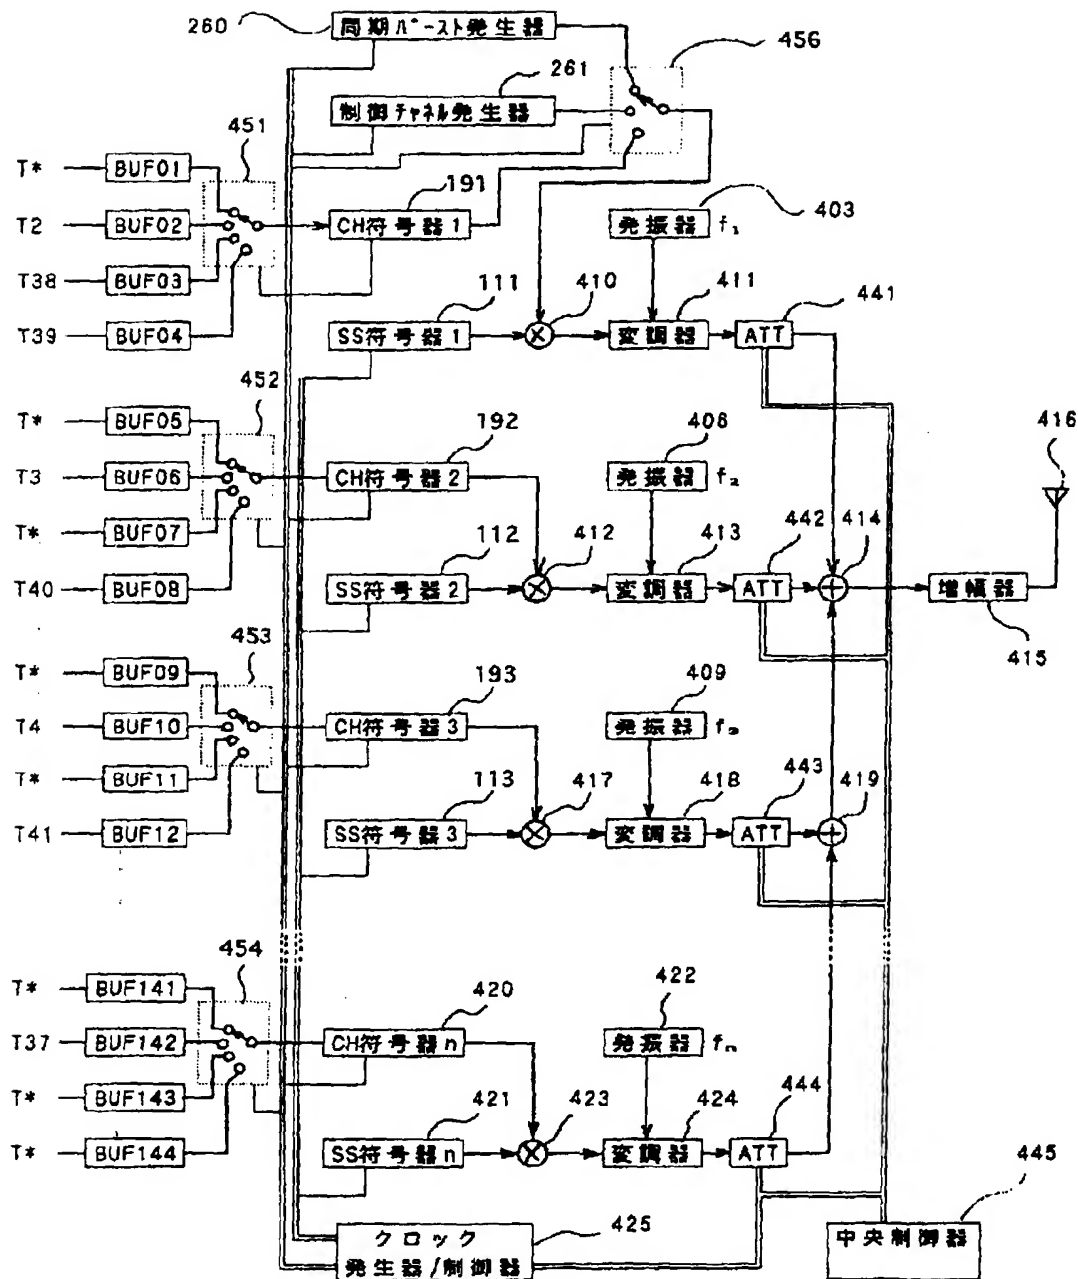 260
同期バースト発生器
456
261
制御チャネル発生器
451
T*
BUF01
191
403
T2
BUF02
CH符号器1
発振器 f₁
T38
BUF03
111
410
411
441
T39
BUF04
SS符号器1
変調器
ATT
452
T*
BUF05
192
408
416
T3
BUF06
CH符号器2
発振器 f₂
T*
BUF07
112
412
413
442
414
T40
BUF08
SS符号器2
変調器
ATT
増幅器
415
453
T*
BUF09
193
409
T4
BUF10
CH符号器3
発振器 f₃
T*
BUF11
113
417
418
443
419
T41
BUF12
SS符号器3
変調器
ATT
454
T*
BUF141
420
422
T37
BUF142
CH符号器n
発振器 fn
T*
BUF143
421
423
424
444
T*
BUF144
SS符号器n
変調器
ATT
445
425
クロック
発生器/制御器
中央制御器